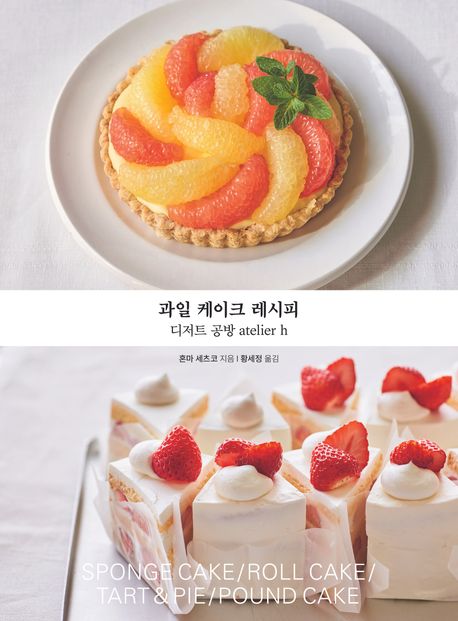 과일 케이크 레시피
디저트 공방 atelier h
혼마 세츠코 지음 | 황세정 옮김
SPONGE CAKE/ROLL CAKE/
TART & PIE/POUND CAKE